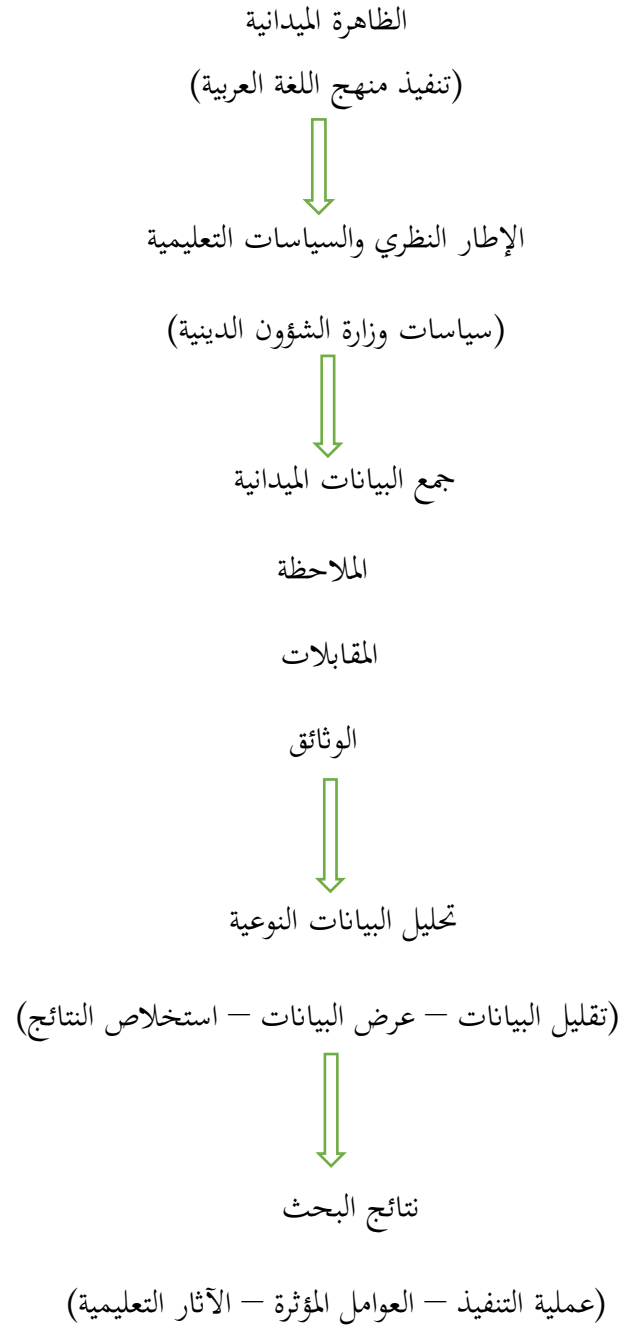 الظاهرة الميدانية
(تنفيذ منهج اللغة العربية)
الإطار النظري والسياسات التعليمية
(سياسات وزارة الشؤون الدينية)
جمع البيانات الميدانية
الملاحظة
المقابلات
الوثائق
تحليل البيانات النوعية
(تقليل البيانات – عرض البيانات – استخلاص النتائج)
نتائج البحث
(عملية التنفيذ – العوامل المؤثرة – الآثار التعليمية)